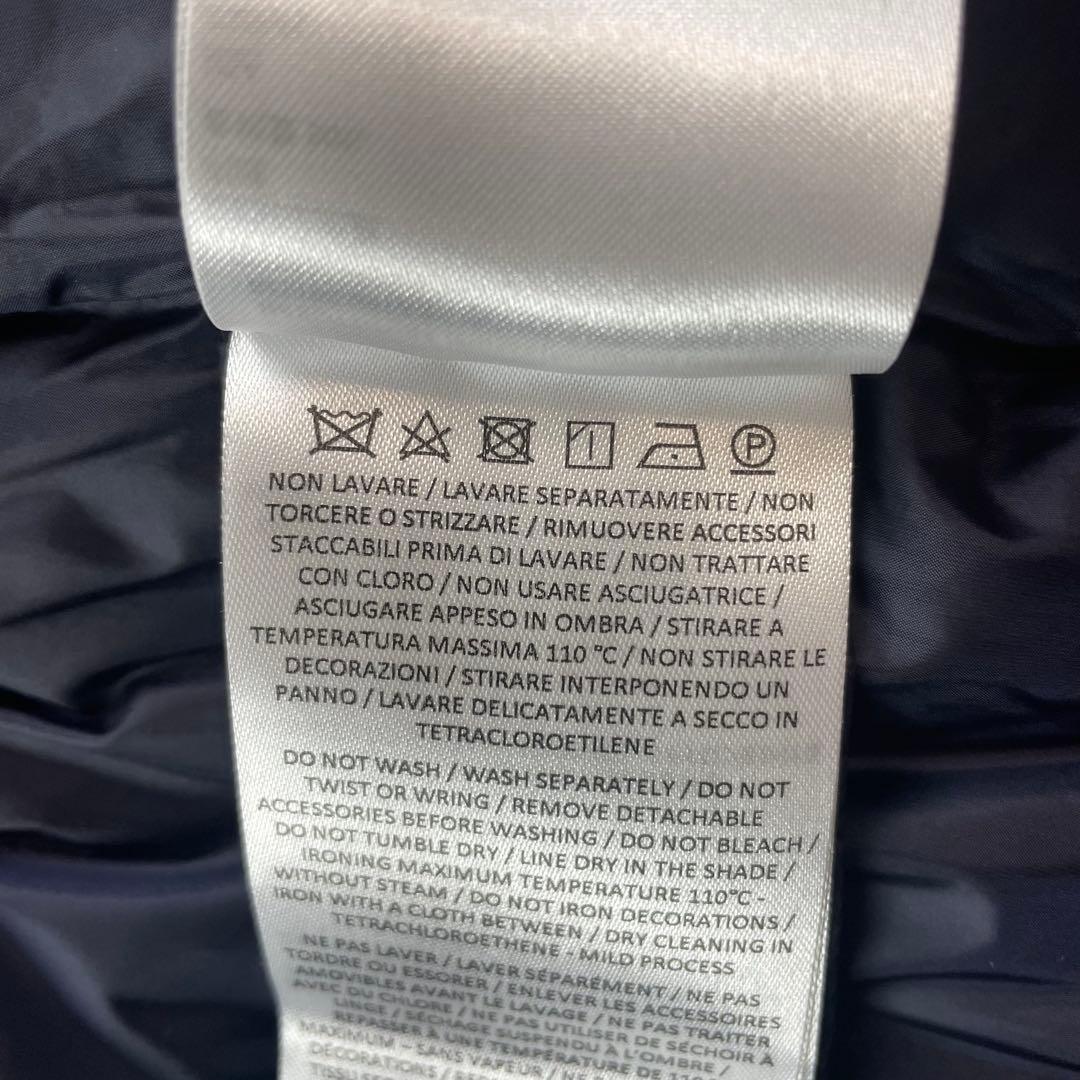 P
NON LAVARE / LAVARE SEPARATAMENTE / NON
TORCERE O STRIZZARE / RIMUOVERE ACCESSORI
STACCABILI PRIMA DI LAVARE / NON TRATTARE
CON CLORO / NON USARE ASCIUGATRICE /
ASCIUGARE APPESO IN OMBRA / STIRARE A
TEMPERATURA MASSIMA 110 °C / NON STIRARE LE
DECORAZIONI / STIRARE INTERPONENDO UN
PANNO / LAVARE DELICATAMENTE A SECCO IN
TETRACLOROETILENE
DO NOT WASH / WASH SEPARATELY / DO NOT
TWIST OR WRING / REMOVE DETACHABLE
ACCESSORIES BEFORE WASHING / DO NOT BLEACH /
DO NOT TUMBLE DRY / LINE DRY IN THE SHADE /
IRONING MAXIMUM TEMPERATURE 110°C -
WITHOUT STEAM / DO NOT IRON DECORATIONS /
IRON WITH A CLOTH BETWEEN / DRY CLEANING IN
TETRACHLOROETHENE - MILD PROCESS
NE PAS LAVER / LAVER SÉPARÉMENT / NE PAS
TORDRE OU ESSORER / ENLEVER LES ACCESSOIRES
AMOVIBLES AVANT LE LAVAGE / NE PAS TRAITER
AVEC DU CHLORE / NE PAS UTILISER DE SÉCHOIR À
LINGE / SÉCHAGE SUSPENDU À L'OMBRE /
REPASSER À UNE TEMPÉRATURE DE 110°
MAXIMUM - SANS VAPEUR / NE PAS
DÉCORATIONS / REPASSER